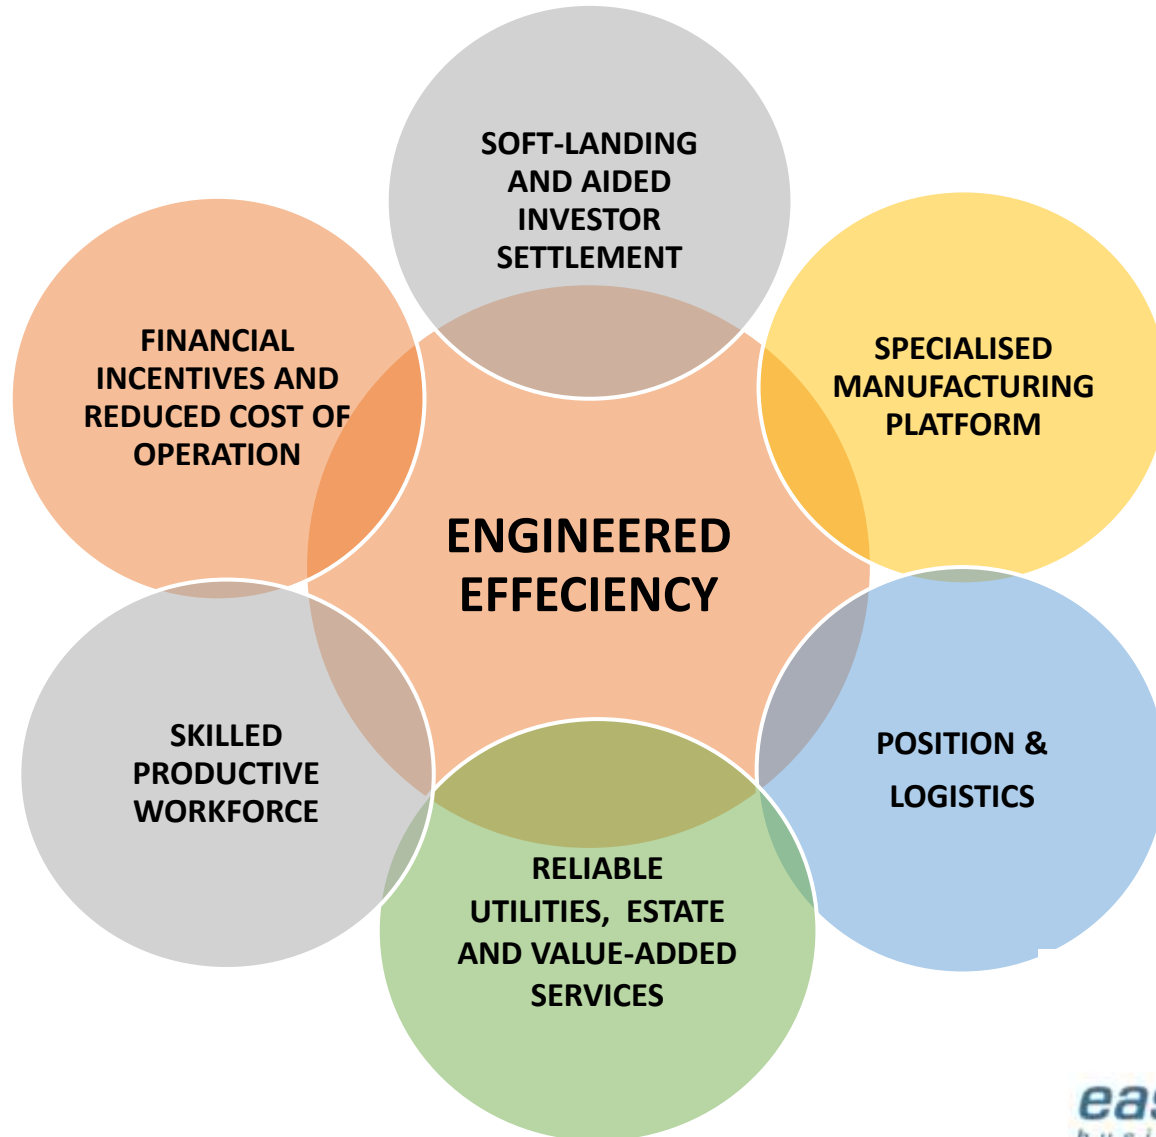 SOFT-LANDING
AND AIDED
INVESTOR
SETTLEMENT
FINANCIAL
INCENTIVES AND
REDUCED COST OF
OPERATION
SPECIALISED
MANUFACTURING
PLATFORM
ENGINEERED
EFFECIENCY
SKILLED
PRODUCTIVE
WORKFORCE
POSITION &
LOGISTICS
RELIABLE
UTILITIES, ESTATE
AND VALUE-ADDED
SERVICES
eas